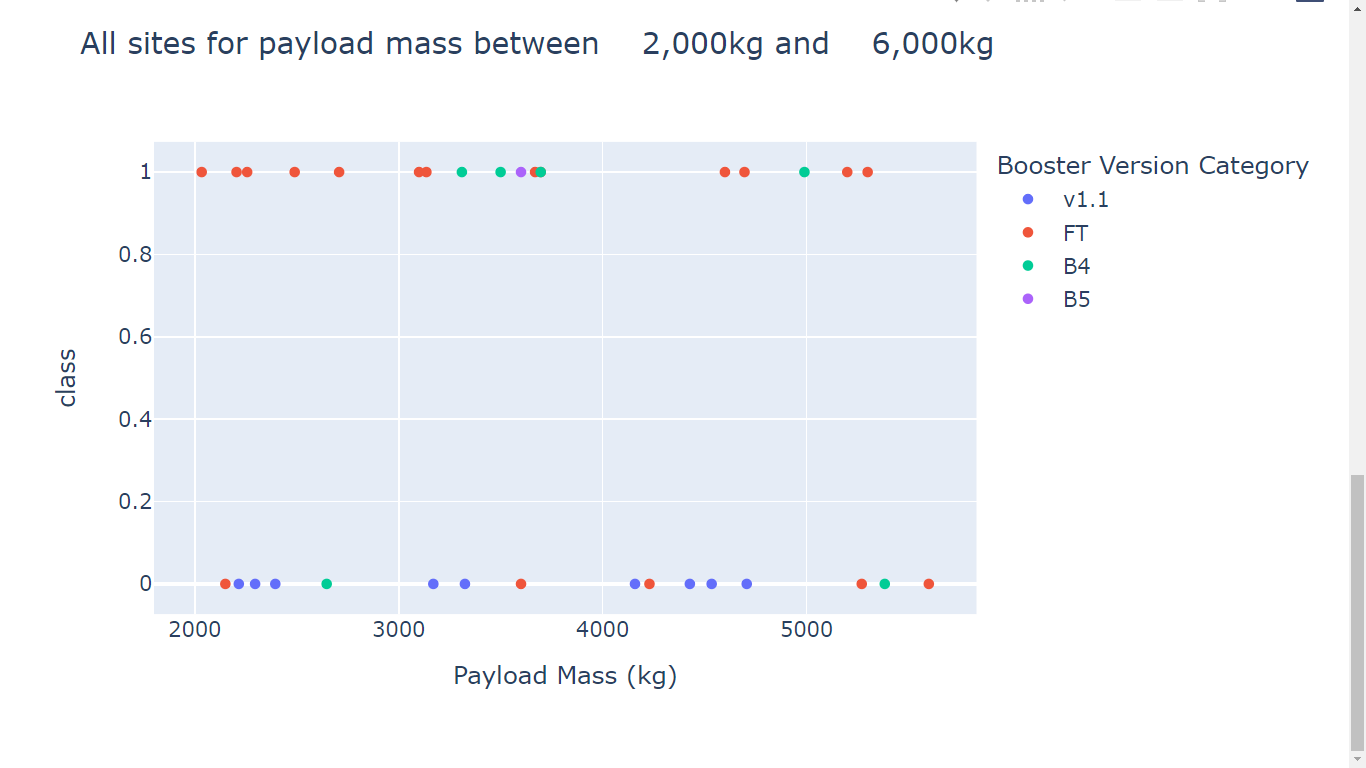 All sites for payload mass between 2,000kg and 6,000kg
Booster Version Category
v1.1
FT
B4
B5
1
0.8
0.6
0.4
0.2
0
class
2000 3000 4000 5000
Payload Mass (kg)